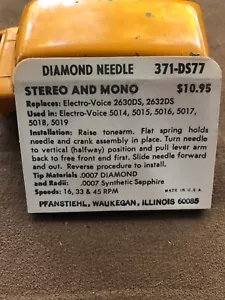 DIAMOND NEEDLE 371-DS77
STEREO AND MONO $10.95
Replaces: Electro-Voice 2630DS, 2632DS
Used in: Electro-Voice 5014, 5015, 5016, 5017,
5018, 5019
Installation: Raise tonearm. Flat spring holds
needle and crank assembly in place. Turn needle
to vertical (halfway) position and pull lever arm
back to free front end of assy. Slide needle forward
and out. Reverse procedure to install.
Tip Materials .0007 DIAMOND
and Radii: .0007 Synthetic Sapphire
Speeds: 16, 33 & 45 RPM MADE IN U.S.A.
PFANSTIEHL, WAUKEGAN, ILLINOIS 60085